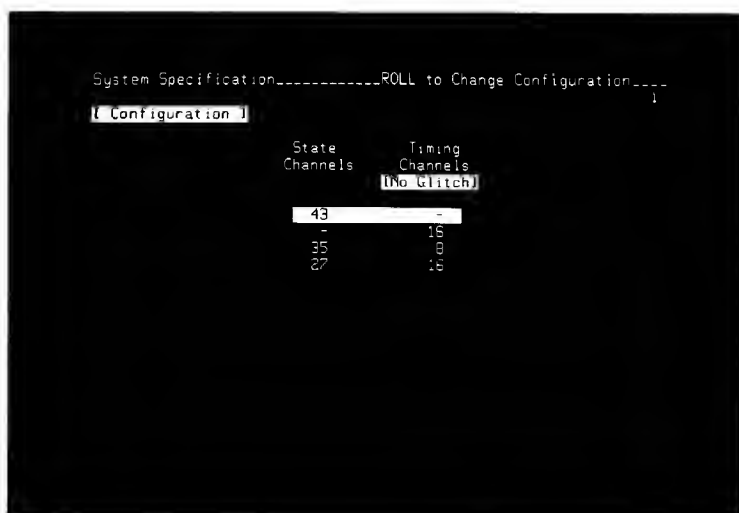 System Specification____________ROLL to Change Configuration____
1
[ Configuration ]
State Timing
Channels Channels
[No Glitch]
43 -
- 16
35 8
27 16